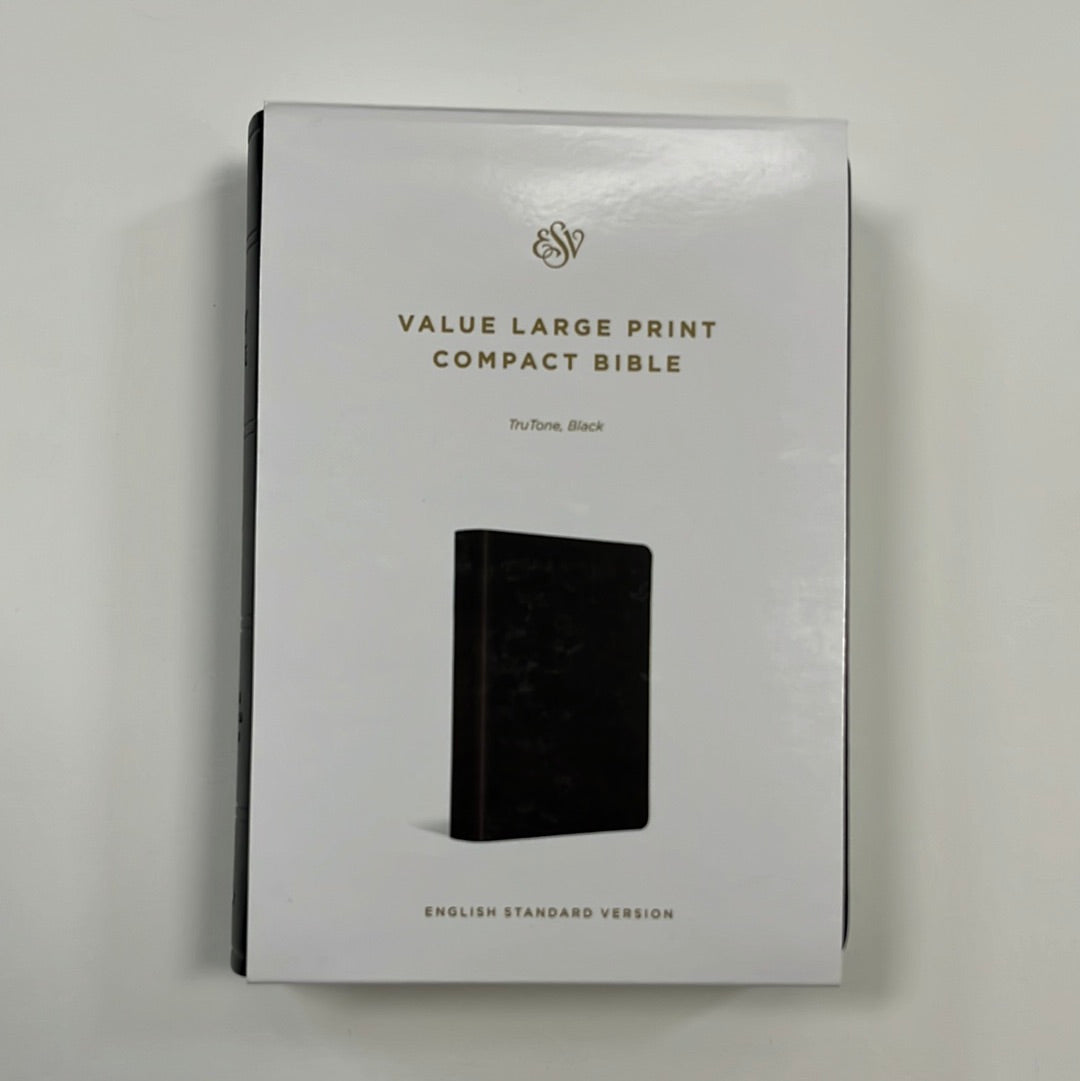 ESV
VALUE LARGE PRINT
COMPACT BIBLE
TruTone, Black
ENGLISH STANDARD VERSION